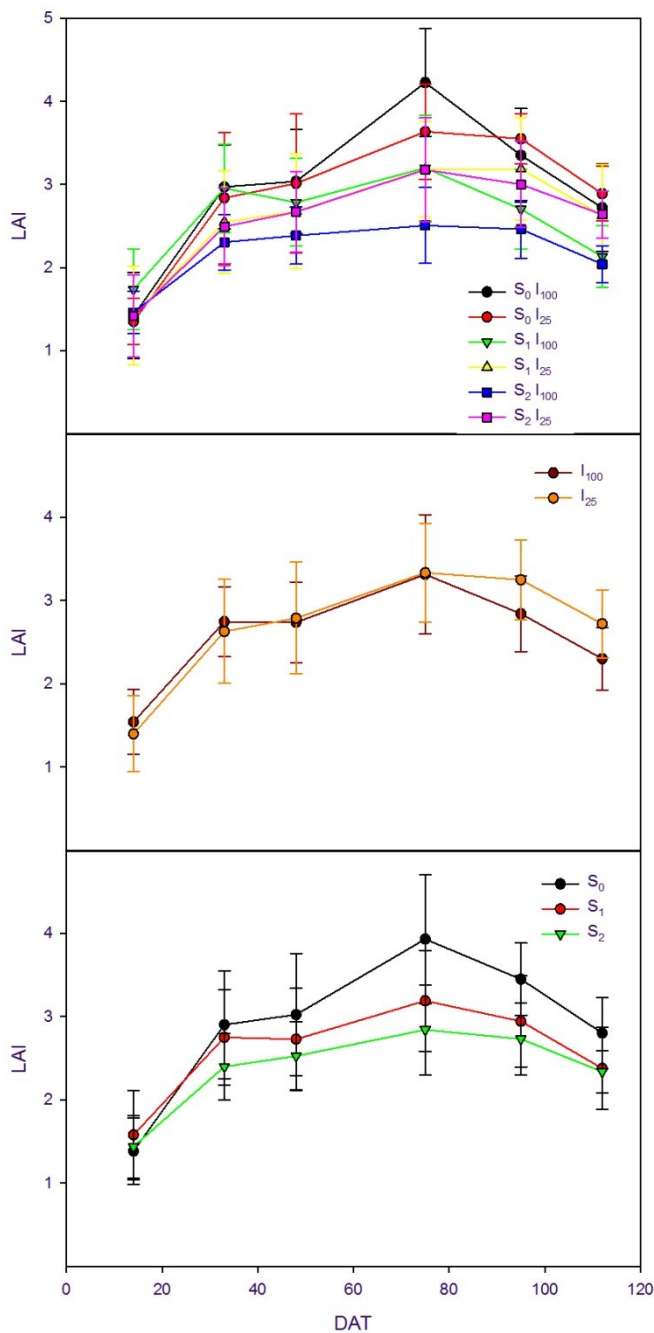 5
4
3
2
1
LAI
S₀ I₁₀₀
S₀ I₂₅
S₁ I₁₀₀
S₁ I₂₅
S₂ I₁₀₀
S₂ I₂₅
4
3
2
1
LAI
I₁₀₀
I₂₅
4
3
2
1
LAI
S₀
S₁
S₂
0 20 40 60 80 100 120
DAT